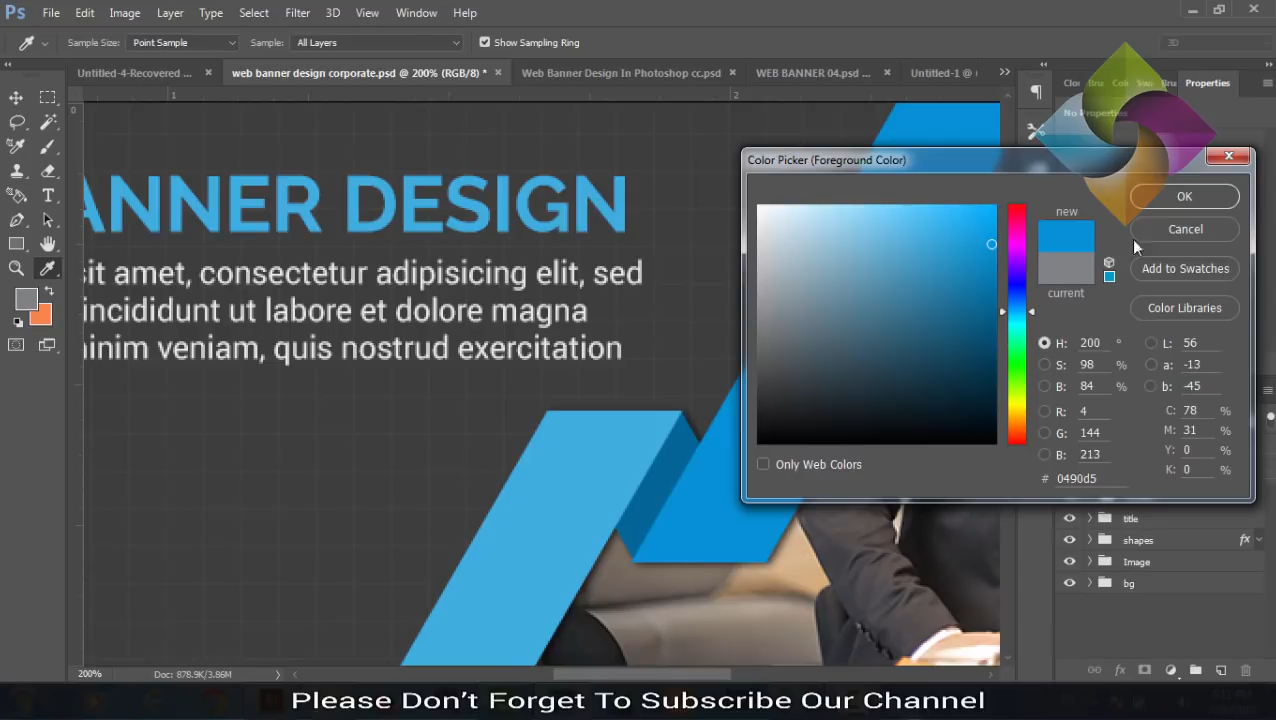 Ps File Edit Image Layer Type Select Filter 3D View Window Help
Sample Size: Point Sample Sample: All Layers Show Sampling Ring 3D
Untitled-4-Recovered ... × web banner design corporate.psd @ 200% (RGB/8) * × Web Banner Design In Photoshop cc.psd × WEB BANNER 04.psd ... × Untitled-1 @
Properties
No Properties
1 2
0
ANNER DESIGN
sit amet, consectetur adipisicing elit, sed
incididunt ut labore et dolore magna
minim veniam, quis nostrud exercitation
Color Picker (Foreground Color)
new
current
OK
Cancel
Add to Swatches
Color Libraries
H: 200 ° L: 56
S: 98 % a: -13
B: 84 % b: -45
R: 4 C: 78 %
G: 144 M: 31 %
B: 213 Y: 0 %
K: 0 %
# 0490d5
Only Web Colors
title
shapes fx
Image
bg
200% Doc: 878.9K/3.86M
Please Don't Forget To Subscribe Our Channel